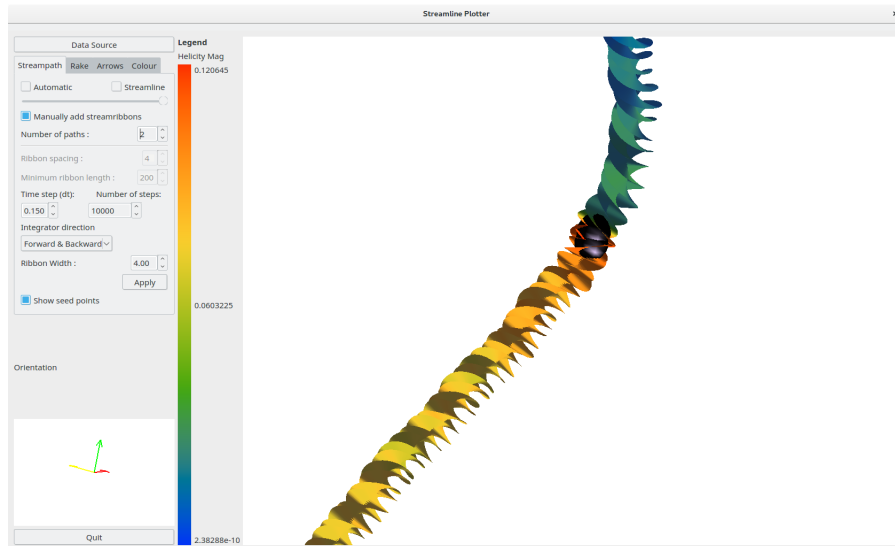 Streamline Plotter
Data Source
Legend
Streampath Rake Arrows Colour
Helicity Mag
0.120645
Automatic Streamline
Manually add streamribbons
Number of paths : 2
Ribbon spacing : 4
Minimum ribbon length : 200
Time step (dt): Number of steps:
0.150 10000
Integrator direction
Forward & Backward
Ribbon Width : 4.00
Apply
Show seed points
0.0603225
Orientation
Quit
2.38288e-10